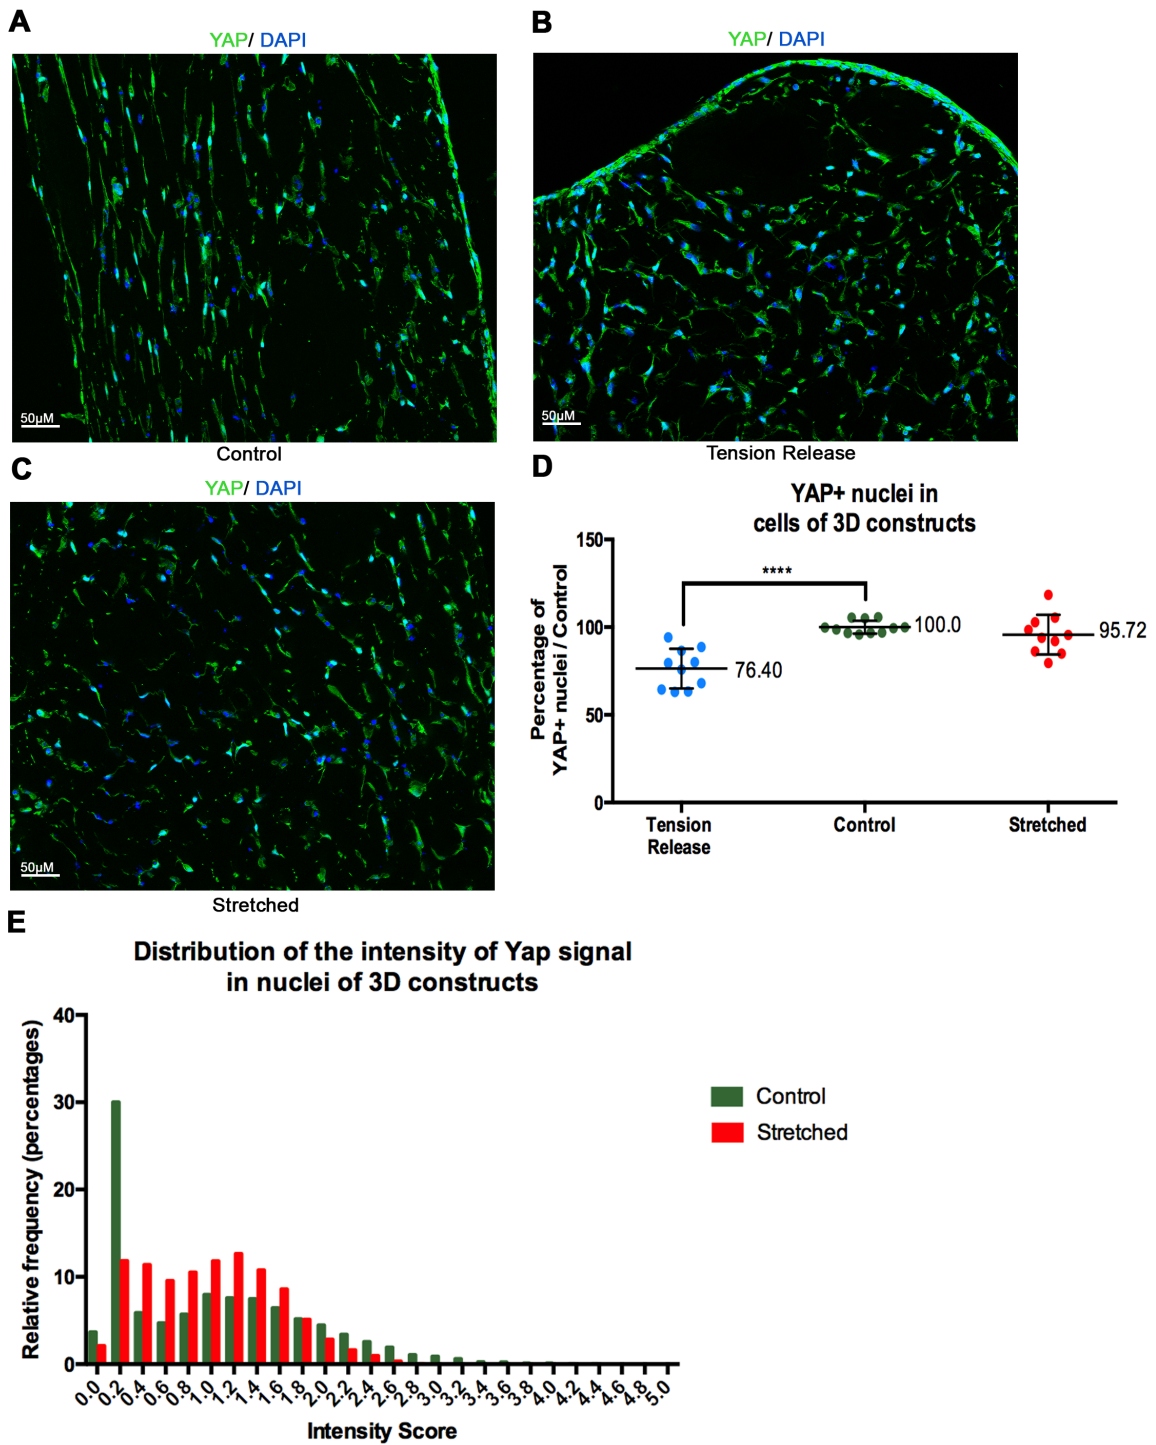 A
YAP/ DAPI
50μM
Control
B
YAP/ DAPI
50μM
Tension Release
C
YAP/ DAPI
50μM
Stretched
D
YAP+ nuclei in
cells of 3D constructs
Percentage of
YAP+ nuclei / Control
150
100
50
0
****
76.40
100.0
95.72
Tension
Release
Control
Stretched
E
Distribution of the intensity of Yap signal
in nuclei of 3D constructs
Relative frequency (percentages)
40
30
20
10
0
0.0 0.2 0.4 0.6 0.8 1.0 1.2 1.4 1.6 1.8 2.0 2.2 2.4 2.6 2.8 3.0 3.2 3.4 3.6 3.8 4.0 4.2 4.4 4.6 4.8 5.0
Intensity Score
Control
Stretched